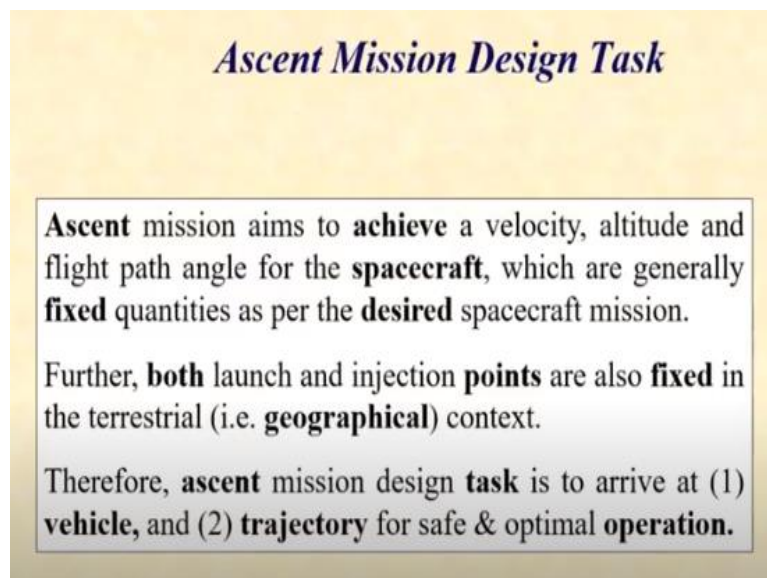 Ascent Mission Design Task
Ascent mission aims to achieve a velocity, altitude and
flight path angle for the spacecraft, which are generally
fixed quantities as per the desired spacecraft mission.
Further, both launch and injection points are also fixed in
the terrestrial (i.e. geographical) context.
Therefore, ascent mission design task is to arrive at (1)
vehicle, and (2) trajectory for safe & optimal operation.